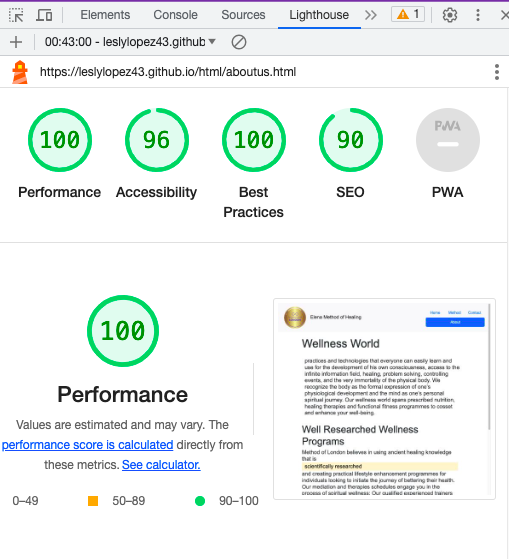 Elements Console Sources Lighthouse 1
00:43:00 - leslylopez43.github
https://leslylopez43.github.io/html/aboutus.html
100 96 100 90 PWA
Performance Accessibility Best Practices SEO PWA
100
Performance
Values are estimated and may vary. The
performance score is calculated directly from
these metrics. See calculator.
0–49 50–89 90–100
Elena Method of Healing
Home Method Contact
About
Wellness World
practices and technologies that everyone can easily learn and
use for the development of his own consciousness, access to the
infinite information field, healing, problem solving, controlling
events, and the very immortality of the physical body. We
recognize the body as the formal expression of one's
physiological development and the mind as one's personal
spiritual journey. Our wellness world spans prescribed nutrition,
healing therapies and functional fitness programmes to cosset
and enhance your well-being.
Well Researched Wellness
Programs
Method of London believes in using ancient healing knowledge
that is
scientifically researched
and creating practical lifestyle enhancement programmes for
individuals looking to initiate the journey of bettering their health.
Our mediation and therapies schedules engage you in the
process of spiritual wellness: Our qualified experienced trainers